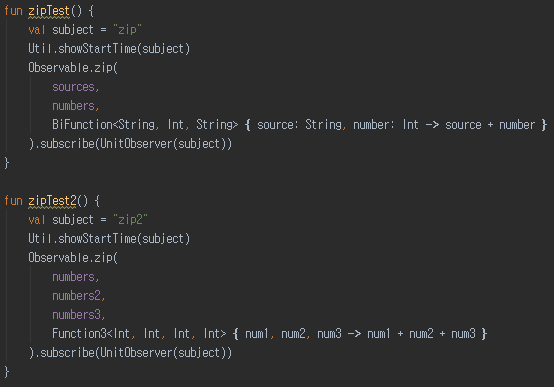 fun zipTest() {
    val subject = "zip"
    Util.showStartTime(subject)
    Observable.zip(
        sources,
        numbers,
        BiFunction<String, Int, String> { source: String, number: Int -> source + number }
    ).subscribe(UnitObserver(subject))
}

fun zipTest2() {
    val subject = "zip2"
    Util.showStartTime(subject)
    Observable.zip(
        numbers,
        numbers2,
        numbers3,
        Function3<Int, Int, Int, Int> { num1, num2, num3 -> num1 + num2 + num3 }
    ).subscribe(UnitObserver(subject))
}